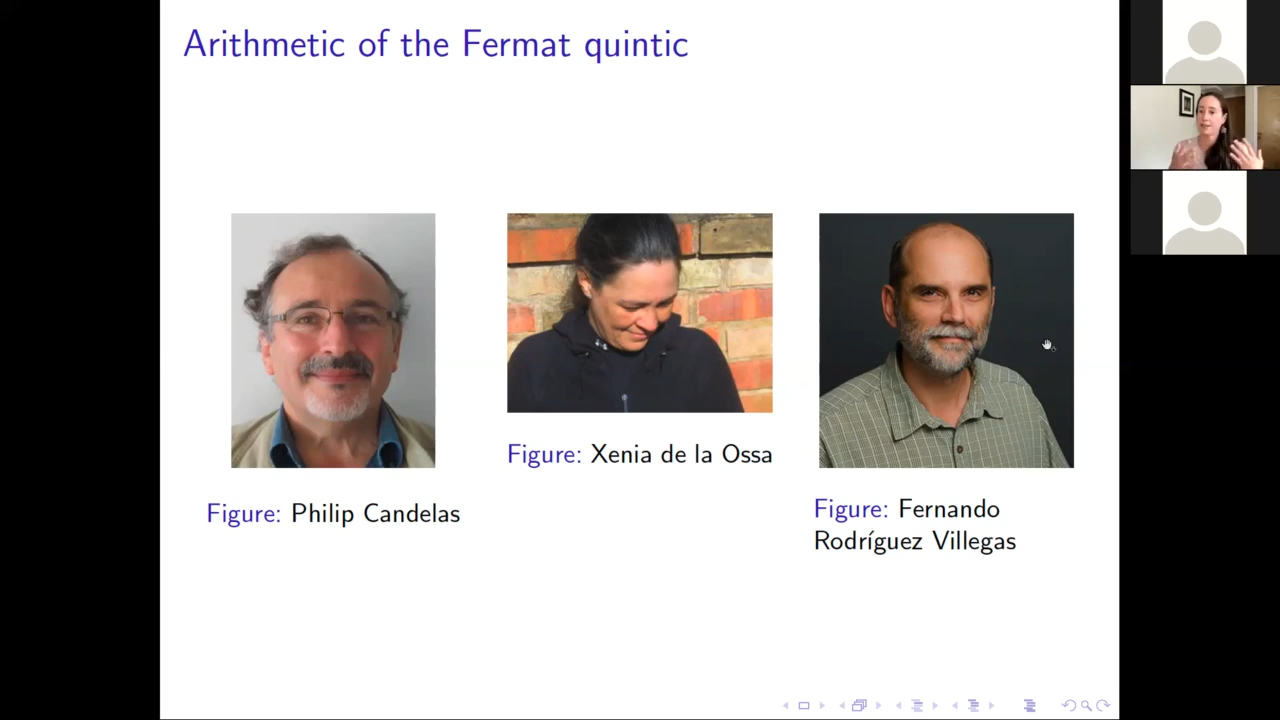 Arithmetic of the Fermat quintic
Figure: Philip Candelas
Figure: Xenia de la Ossa
Figure: Fernando
Rodríguez Villegas